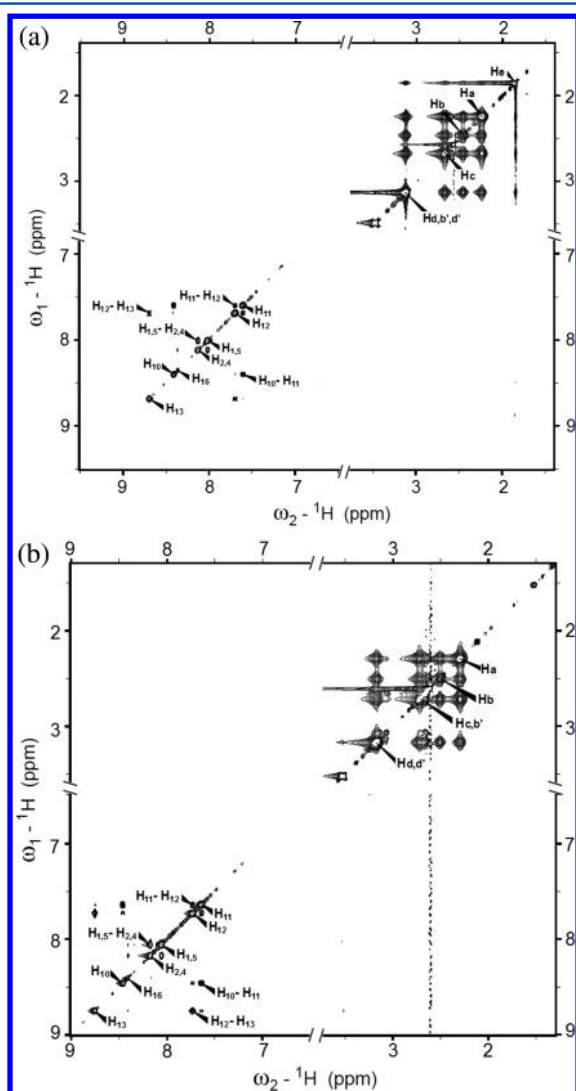 (a)
9 8 7 3 2
He
Ha
Hb
Hc
Hd,b',d'
2
3
7
8
9
2
3
7
8
9
ω1 - ¹H (ppm)
H11- H12
H11
H12- H13
H12
H1,5- H2,4
H1,5
H2,4
H10
H16
H10- H11
H13
9 8 7 3 2
ω2 - ¹H (ppm)
(b)
9 8 7 3 2
Ha
Hb
Hc,b'
Hd,d'
2
3
7
8
9
2
3
7
8
9
ω1 - ¹H (ppm)
H11- H12
H11
H12
H1,5- H2,4
H1,5
H2,4
H10
H16
H10- H11
H13
H12- H13
9 8 7 3 2
ω2 - ¹H (ppm)